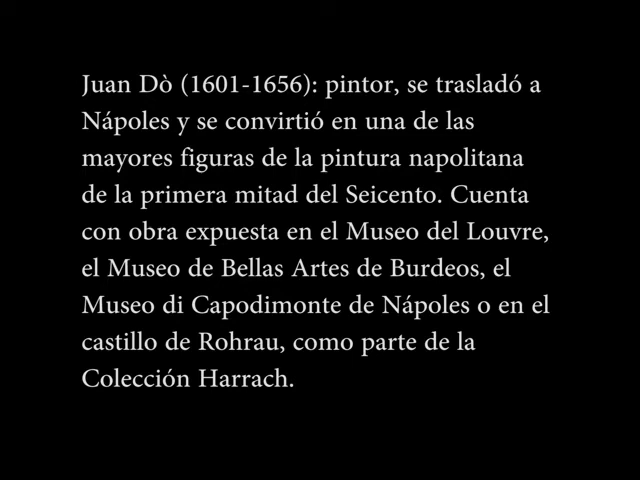 Juan Dò (1601-1656): pintor, se trasladó a
Nápoles y se convirtió en una de las
mayores figuras de la pintura napolitana
de la primera mitad del Seicento. Cuenta
con obra expuesta en el Museo del Louvre,
el Museo de Bellas Artes de Burdeos, el
Museo di Capodimonte de Nápoles o en el
castillo de Rohrau, como parte de la
Colección Harrach.